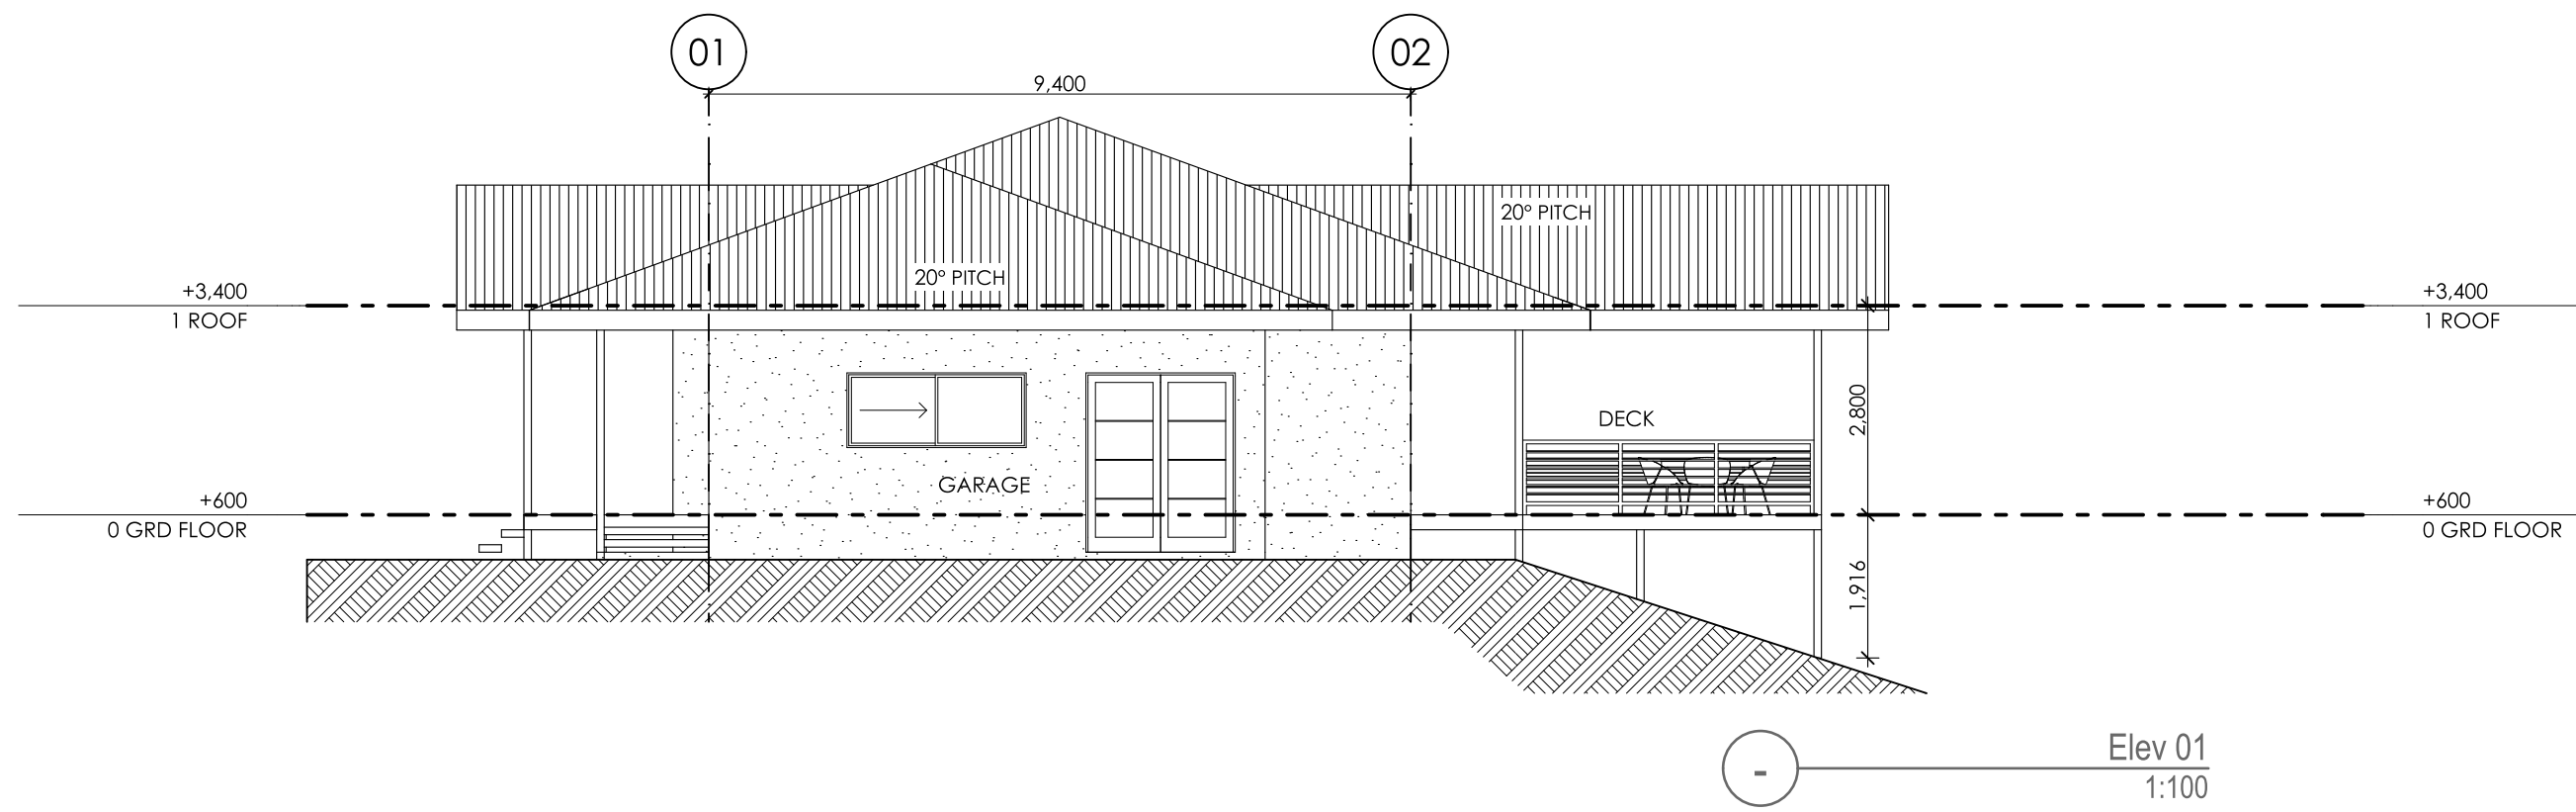 01
02
9,400
20° PITCH
20° PITCH
+3,400
1 ROOF
+3,400
1 ROOF
2,800
DECK
GARAGE
+600
0 GRD FLOOR
+600
0 GRD FLOOR
1,916
-
Elev 01
1:100